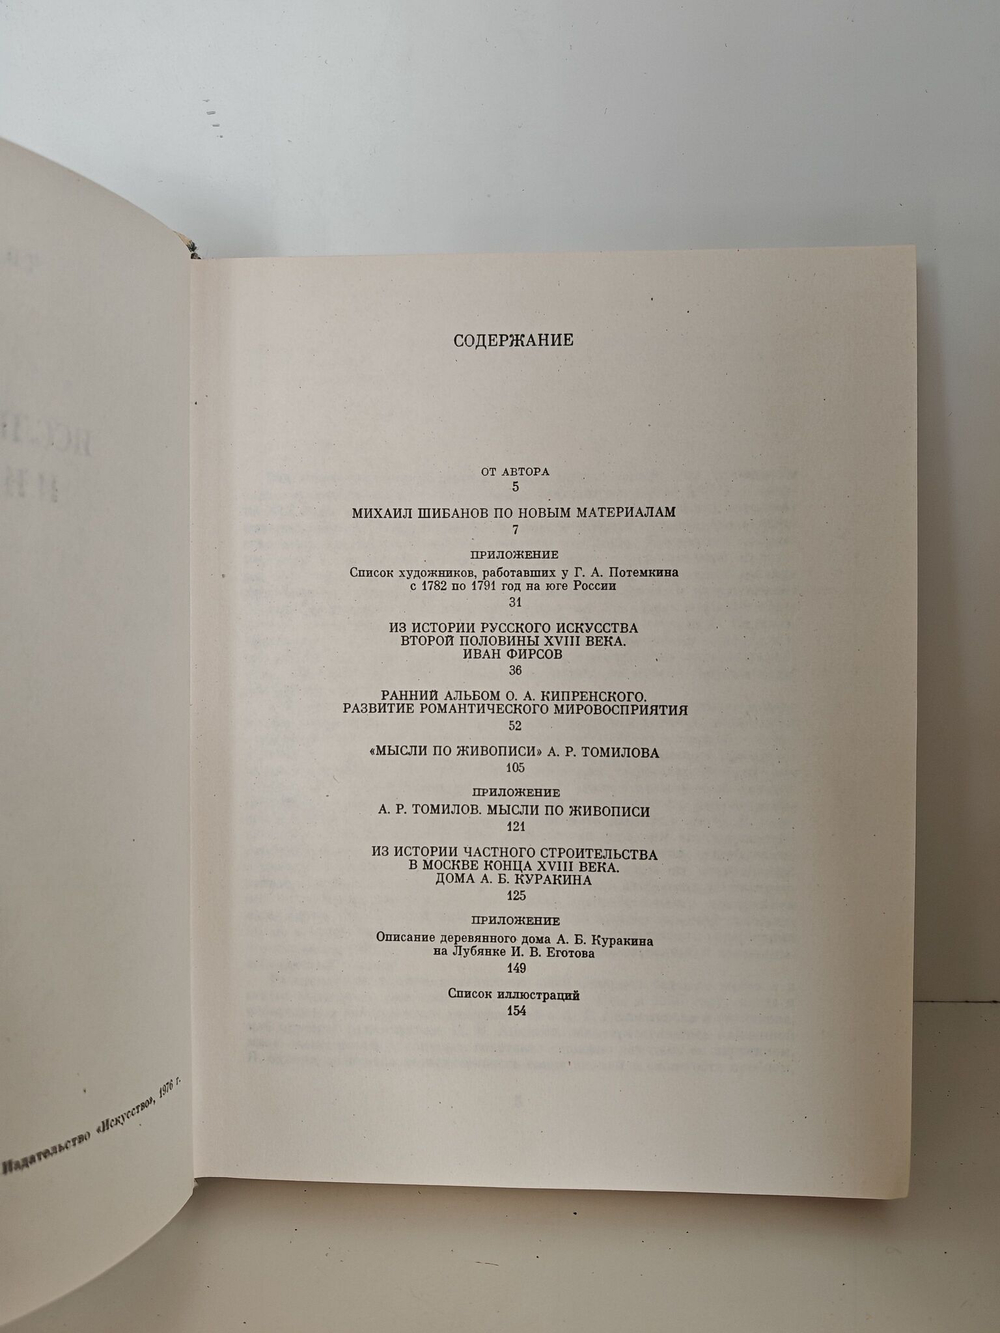 Издательство «Искусство», 1976 г.
СОДЕРЖАНИЕ
ОТ АВТОРА
5
МИХАИЛ ШИБАНОВ ПО НОВЫМ МАТЕРИАЛАМ
7
ПРИЛОЖЕНИЕ
Список художников, работавших у Г. А. Потемкина
с 1782 по 1791 год на юге России
31
ИЗ ИСТОРИИ РУССКОГО ИСКУССТВА
ВТОРОЙ ПОЛОВИНЫ XVIII ВЕКА.
ИВАН ФИРСОВ
36
РАННИЙ АЛЬБОМ О. А. КИПРЕНСКОГО.
РАЗВИТИЕ РОМАНТИЧЕСКОГО МИРОВОСПРИЯТИЯ
52
«МЫСЛИ ПО ЖИВОПИСИ» А. Р. ТОМИЛОВА
105
ПРИЛОЖЕНИЕ
А. Р. ТОМИЛОВ. МЫСЛИ ПО ЖИВОПИСИ
121
ИЗ ИСТОРИИ ЧАСТНОГО СТРОИТЕЛЬСТВА
В МОСКВЕ КОНЦА XVIII ВЕКА.
ДОМА А. Б. КУРАКИНА
125
ПРИЛОЖЕНИЕ
Описание деревянного дома А. Б. Куракина
на Лубянке И. В. Еготова
149
Список иллюстраций
154